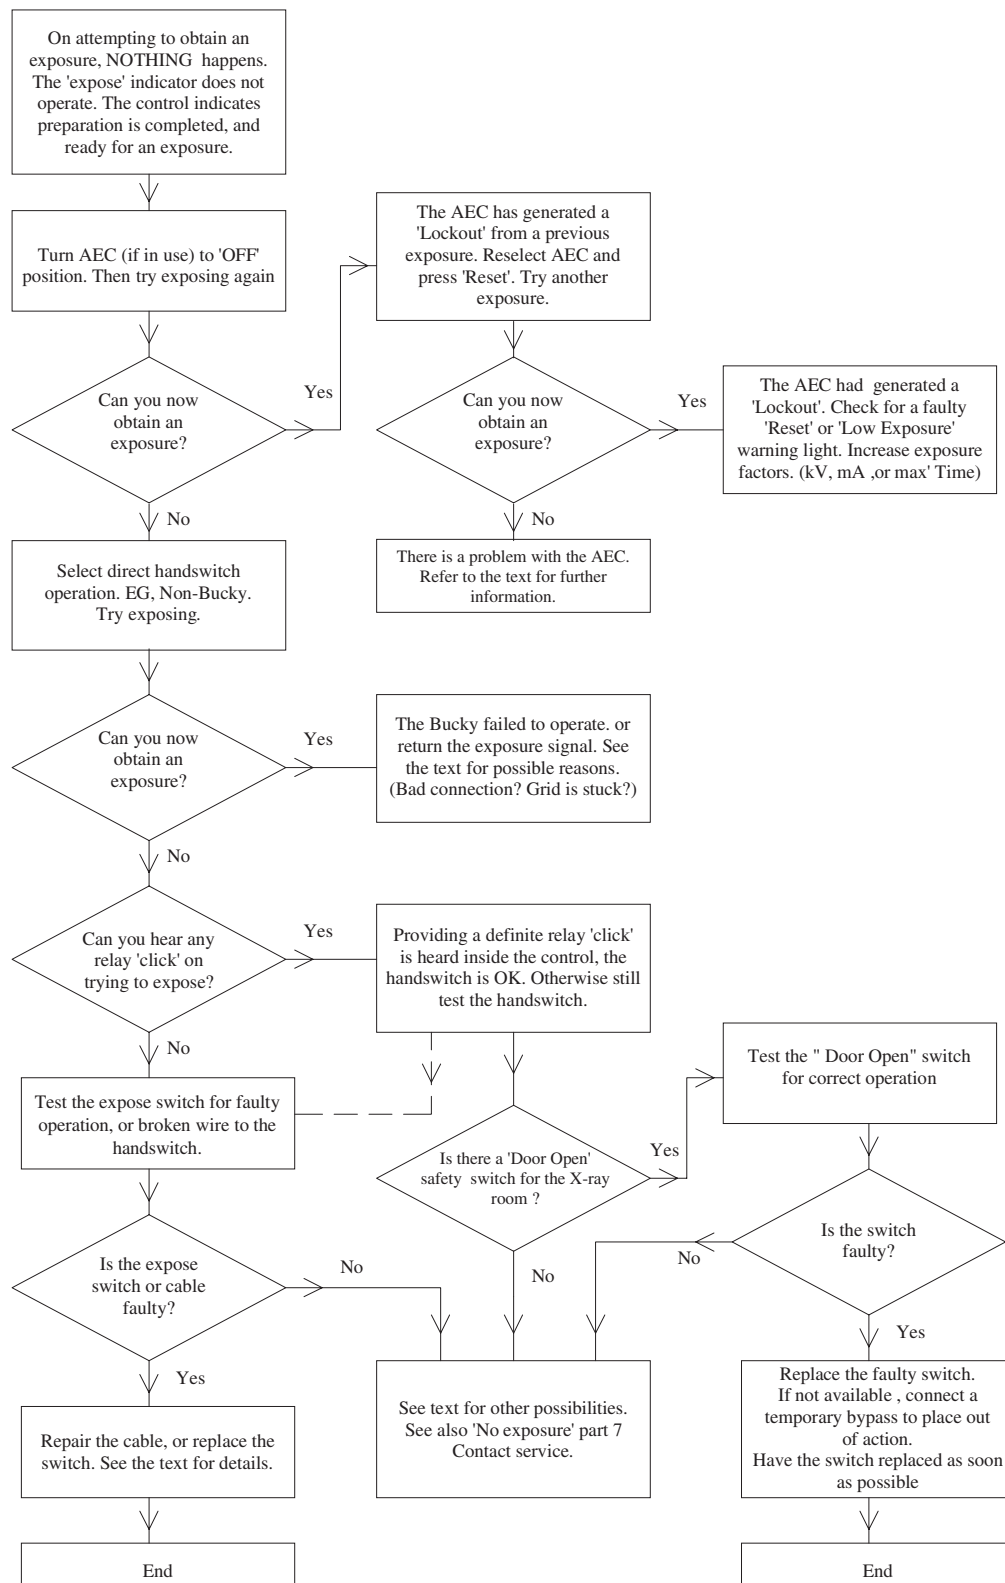 On attempting to obtain an
exposure, NOTHING happens.
The 'expose' indicator does not
operate. The control indicates
preparation is completed, and
ready for an exposure.
Turn AEC (if in use) to 'OFF'
position. Then try exposing again
The AEC has generated a
'Lockout' from a previous
exposure. Reselect AEC and
press 'Reset'. Try another
exposure.
Can you now
obtain an
exposure?
Yes
No
Can you now
obtain an
exposure?
Yes
No
The AEC had generated a
'Lockout'. Check for a faulty
'Reset' or 'Low Exposure'
warning light. Increase exposure
factors. (kV, mA ,or max' Time)
There is a problem with the AEC.
Refer to the text for further
information.
Select direct handswitch
operation. EG, Non-Bucky.
Try exposing.
Can you now
obtain an
exposure?
Yes
No
The Bucky failed to operate. or
return the exposure signal. See
the text for possible reasons.
(Bad connection? Grid is stuck?)
Can you hear any
relay 'click' on
trying to expose?
Yes
No
Providing a definite relay 'click'
is heard inside the control, the
handswitch is OK. Otherwise still
test the handswitch.
Test the expose switch for faulty
operation, or broken wire to the
handswitch.
Is there a 'Door Open'
safety switch for the X-ray
room ?
Yes
No
Test the " Door Open" switch
for correct operation
Is the switch
faulty?
No
Yes
Is the expose
switch or cable
faulty?
No
Yes
Repair the cable, or replace the
switch. See the text for details.
See text for other possibilities.
See also 'No exposure' part 7
Contact service.
Replace the faulty switch.
If not available , connect a
temporary bypass to place out
of action.
Have the switch replaced as soon
as possible
End
End